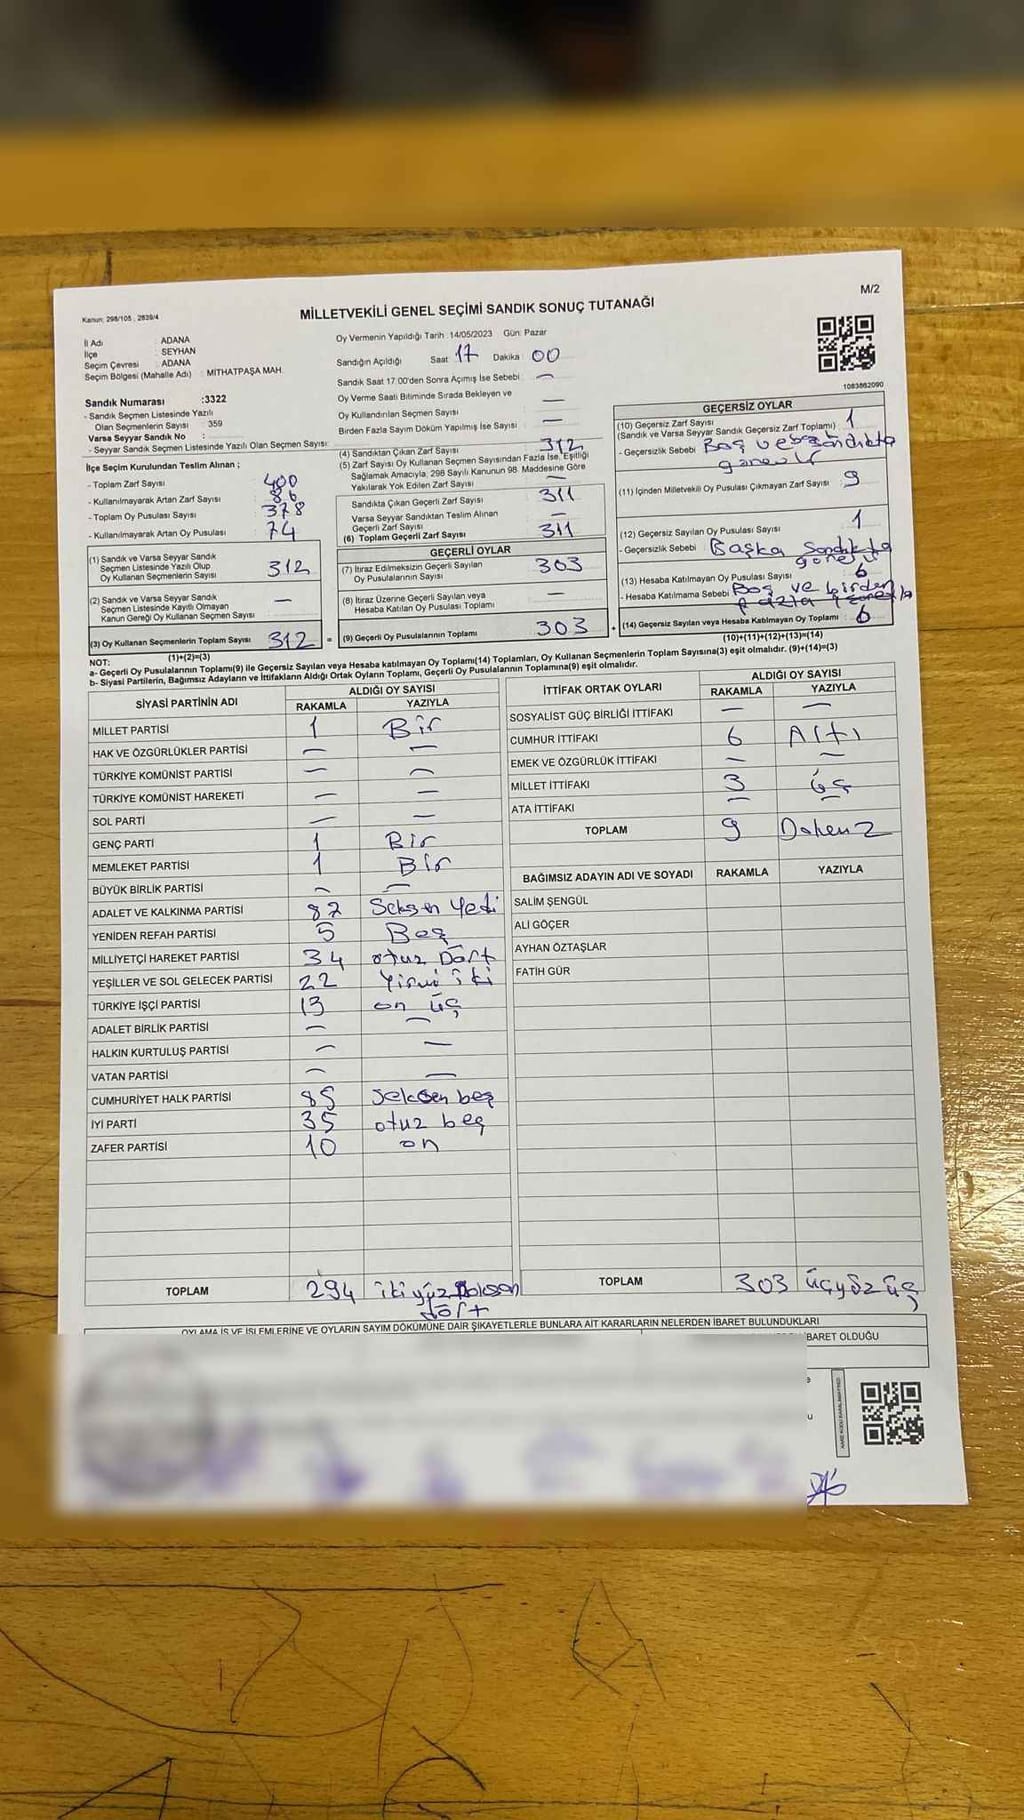 M/2
Kanun: 298/105 , 2839/4
MİLLETVEKİLİ GENEL SEÇİMİ SANDIK SONUÇ TUTANAĞI
İl Adı : ADANA
İlçe : SEYHAN
Seçim Çevresi : ADANA
Seçim Bölgesi (Mahalle Adı) : MİTHATPAŞA MAH.
Sandık Numarası :3322
- Sandık Seçmen Listesinde Yazılı
Olan Seçmenlerin Sayısı : 359
Varsa Seyyar Sandık No :
- Seyyar Sandık Seçmen Listesinde Yazılı Olan Seçmen Sayısı:
İlçe Seçim Kurulundan Teslim Alınan ;
- Toplam Zarf Sayısı 400
- Kullanılmayarak Artan Zarf Sayısı 86
- Toplam Oy Pusulası Sayısı 378
- Kullanılmayarak Artan Oy Pusulası 74
(1) Sandık ve Varsa Seyyar Sandık
Seçmen Listesinde Yazılı Olup
Oy Kullanan Seçmenlerin Sayısı 312
(2) Sandık ve Varsa Seyyar Sandık
Seçmen Listesinde Kayıtlı Olmayan
Kanun Gereği Oy Kullanan Seçmen Sayısı —
(3) Oy Kullanan Seçmenlerin Toplam Sayısı 312 =
(1)+(2)=(3)
Oy Vermenin Yapıldığı Tarih :14/05/2023 Gün: Pazar
Sandığın Açıldığı Saat 17 Dakika 00
Sandık Saat 17:00'den Sonra Açımış İse Sebebi —
Oy Verme Saati Bitiminde Sırada Bekleyen ve
Oy Kullandırılan Seçmen Sayısı —
Birden Fazla Sayım Döküm Yapılmış İse Sayısı —
(4) Sandıktan Çıkan Zarf Sayısı 312
(5) Zarf Sayısı Oy Kullanan Seçmen Sayısından Fazla İse, Eşitliği
Sağlamak Amacıyla, 298 Sayılı Kanunun 98. Maddesine Göre
Yakılarak Yok Edilen Zarf Sayısı —
Sandıkta Çıkan Geçerli Zarf Sayısı 311
Varsa Seyyar Sandıktan Teslim Alınan
Geçerli Zarf Sayısı —
(6) Toplam Geçerli Zarf Sayısı 311
GEÇERLİ OYLAR
(7) İtiraz Edilmeksizin Geçerli Sayılan
Oy Pusulasının Sayısı 303
(8) İtiraz Üzerine Geçerli Sayılan veya
Hesaba Katılan Oy Pusulası Toplamı —
(9) Geçerli Oy Pusulalarının Toplamı 303 +
1083862090
GEÇERSİZ OYLAR
(10) Geçersiz Zarf Sayısı 1
(Sandık ve Varsa Seyyar Sandık Geçersiz Zarf Toplamı)
- Geçersizlik Sebebi Boş ve
(11) İçinden Milletvekili Oy Pusulası Çıkmayan Zarf Sayısı 9
(12) Geçersiz Sayılan Oy Pusulası Sayısı 1
- Geçersizlik Sebebi Başka Sandıkta
(13) Hesaba Katılmayan Oy Pusulası Sayısı 6
- Hesaba Katılmama Sebebi Boş ve birden
fazla
(14) Geçersiz Sayılan veya Hesaba Katılmayan Oy Toplamı : 6
(10)+(11)+(12)+(13)=(14)
NOT:
a- Geçerli Oy Pusulalarının Toplamı(9) ile Geçersiz Sayılan veya Hesaba katılmayan Oy Toplamı(14) Toplamları, Oy Kullanan Seçmenlerin Toplam Sayısına(3) eşit olmalıdır. (9)+(14)=(3)
b- Siyasi Partilerin, Bağımsız Adayların ve İttifakların Aldığı Ortak Oyların Toplamı, Geçerli Oy Pusulalarının Toplamına(9) eşit olmalıdır.
SİYASİ PARTİNİN ADI ALDIĞI OY SAYISI
RAKAMLA YAZIYLA
MİLLET PARTİSİ 1 Bir
HAK VE ÖZGÜRLÜKLER PARTİSİ — —
TÜRKİYE KOMÜNİST PARTİSİ — —
TÜRKİYE KOMÜNİST HAREKETİ — —
SOL PARTİ — —
GENÇ PARTİ 1 Bir
MEMLEKET PARTİSİ 1 Bir
BÜYÜK BİRLİK PARTİSİ — —
ADALET VE KALKINMA PARTİSİ 87 Seksen Yedi
YENİDEN REFAH PARTİSİ 5 Beş
MİLLİYETÇİ HAREKET PARTİSİ 34 otuz Dört
YEŞİLLER VE SOL GELECEK PARTİSİ 22 Yirmi iki
TÜRKİYE İŞÇİ PARTİSİ 13 on üç
ADALET BİRLİK PARTİSİ — —
HALKIN KURTULUŞ PARTİSİ — —
VATAN PARTİSİ — —
CUMHURİYET HALK PARTİSİ 85 Seksen beş
İYİ PARTİ 35 otuz beş
ZAFER PARTİSİ 10 on
TOPLAM 294 ikiyüz Doksan
dört
İTTİFAK ORTAK OYLARI ALDIĞI OY SAYISI
RAKAMLA YAZIYLA
SOSYALİST GÜÇ BİRLİĞİ İTTİFAKI — —
CUMHUR İTTİFAKI 6 Altı
EMEK VE ÖZGÜRLÜK İTTİFAKI — —
MİLLET İTTİFAKI 3 üç
ATA İTTİFAKI — —
TOPLAM 9 Dokuz
BAĞIMSIZ ADAYIN ADI VE SOYADI RAKAMLA YAZIYLA
SALİM ŞENGÜL
ALİ GÖÇER
AYHAN ÖZTAŞLAR
FATİH GÜR
TOPLAM 303 üçyüz üç
OYLAMA İŞ VE İŞLEMLERİNE VE OYLARIN SAYIM DÖKÜMÜNE DAİR ŞİKAYETLERLE BUNLARA AİT KARARLARIN NELERDEN İBARET BULUNDUKLARI
İBARET OLDUĞU